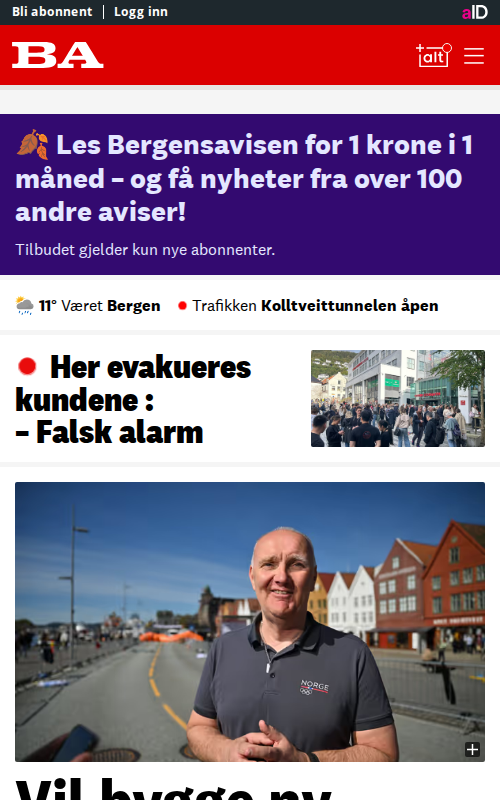 Bli abonnent | Logg inn
aID
BA
+alt
Les Bergensavisen for 1 krone i 1
måned – og få nyheter fra over 100
andre aviser!
Tilbudet gjelder kun nye abonnenter.
11° Været Bergen Trafikken Kolltveittunnelen åpen
Her evakueres
kundene :
– Falsk alarm
NORGE
Vil bygge ny